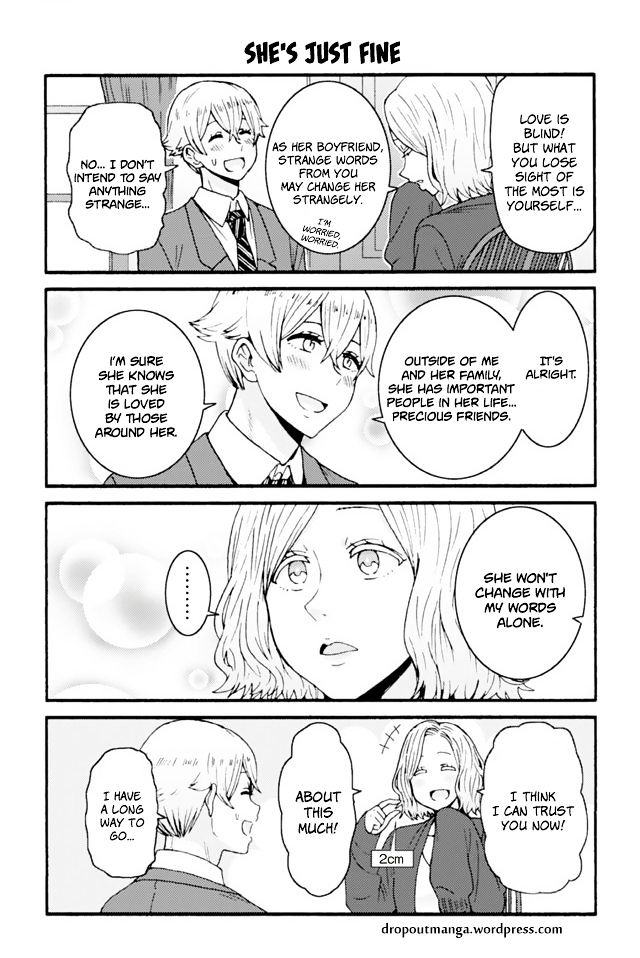 SHE'S JUST FINE
LOVE IS
BLIND!
BUT WHAT
YOU LOSE
SIGHT OF
THE MOST IS
YOURSELF...
AS HER BOYFRIEND,
STRANGE WORDS
FROM YOU
MAY CHANGE HER
STRANGELY.
I'M
WORRIED,
WORRIED.
NO... I DON'T
INTEND TO SAY
ANYTHING
STRANGE...
IT'S
ALRIGHT.
OUTSIDE OF ME
AND HER FAMILY,
SHE HAS IMPORTANT
PEOPLE IN HER LIFE...
PRECIOUS FRIENDS.
I'M SURE
SHE KNOWS
THAT SHE
IS LOVED
BY THOSE
AROUND HER.
SHE WON'T
CHANGE WITH
MY WORDS
ALONE.
........
I THINK
I CAN TRUST
YOU NOW!
ABOUT
THIS
MUCH!
2cm
I HAVE
A LONG
WAY TO
GO...
dropoutmanga.wordpress.com